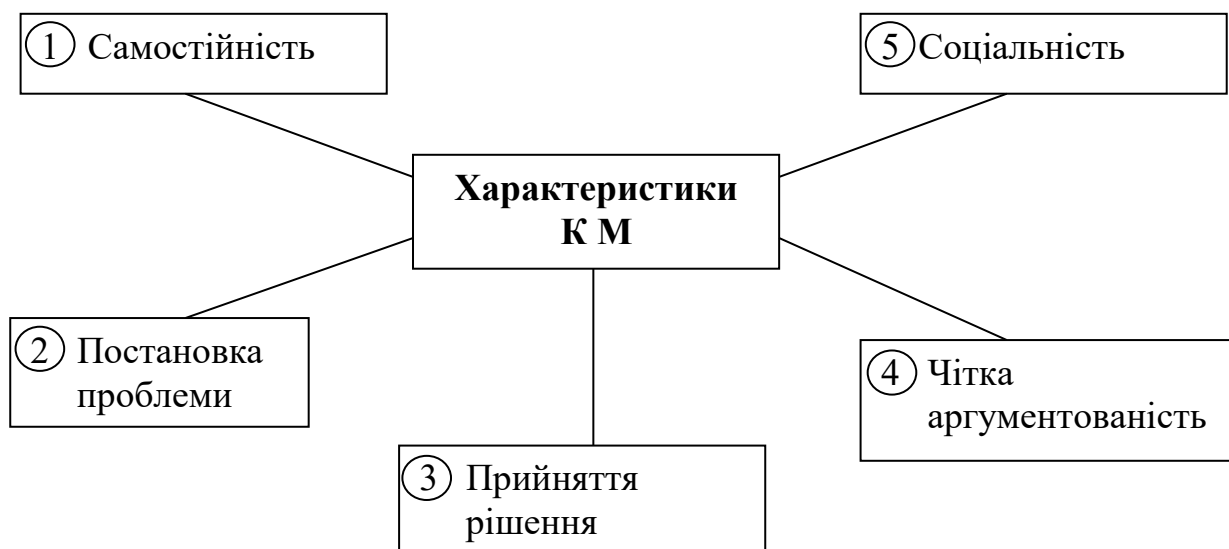 1 Самостійність
5 Соціальність
Характеристики
К М
2 Постановка
проблеми
4 Чітка
аргументованість
3 Прийняття
рішення